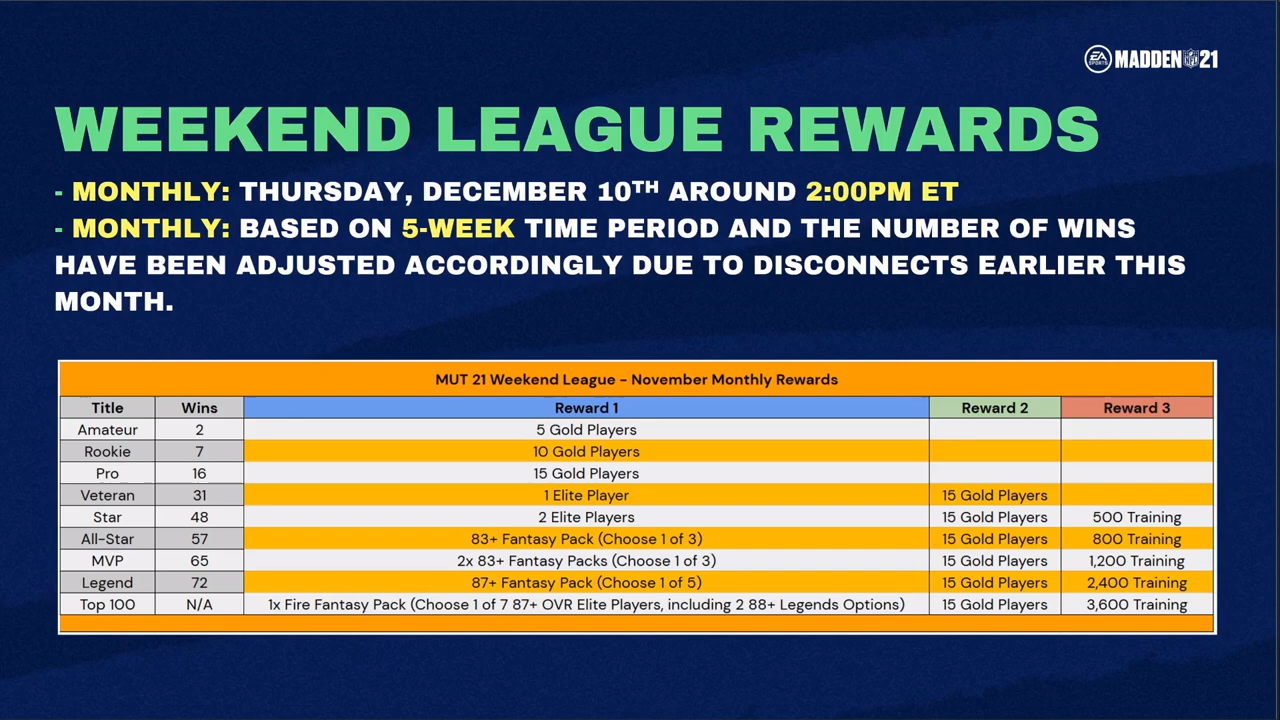 EA SPORTS MADDEN NFL 21
WEEKEND LEAGUE REWARDS
- MONTHLY: THURSDAY, DECEMBER 10TH AROUND 2:00PM ET
- MONTHLY: BASED ON 5-WEEK TIME PERIOD AND THE NUMBER OF WINS
HAVE BEEN ADJUSTED ACCORDINGLY DUE TO DISCONNECTS EARLIER THIS
MONTH.
MUT 21 Weekend League - November Monthly Rewards
Title Wins Reward 1 Reward 2 Reward 3
Amateur 2 5 Gold Players
Rookie 7 10 Gold Players
Pro 16 15 Gold Players
Veteran 31 1 Elite Player 15 Gold Players
Star 48 2 Elite Players 15 Gold Players 500 Training
All-Star 57 83+ Fantasy Pack (Choose 1 of 3) 15 Gold Players 800 Training
MVP 65 2x 83+ Fantasy Packs (Choose 1 of 3) 15 Gold Players 1,200 Training
Legend 72 87+ Fantasy Pack (Choose 1 of 5) 15 Gold Players 2,400 Training
Top 100 N/A 1x Fire Fantasy Pack (Choose 1 of 7 87+ OVR Elite Players, including 2 88+ Legends Options) 15 Gold Players 3,600 Training